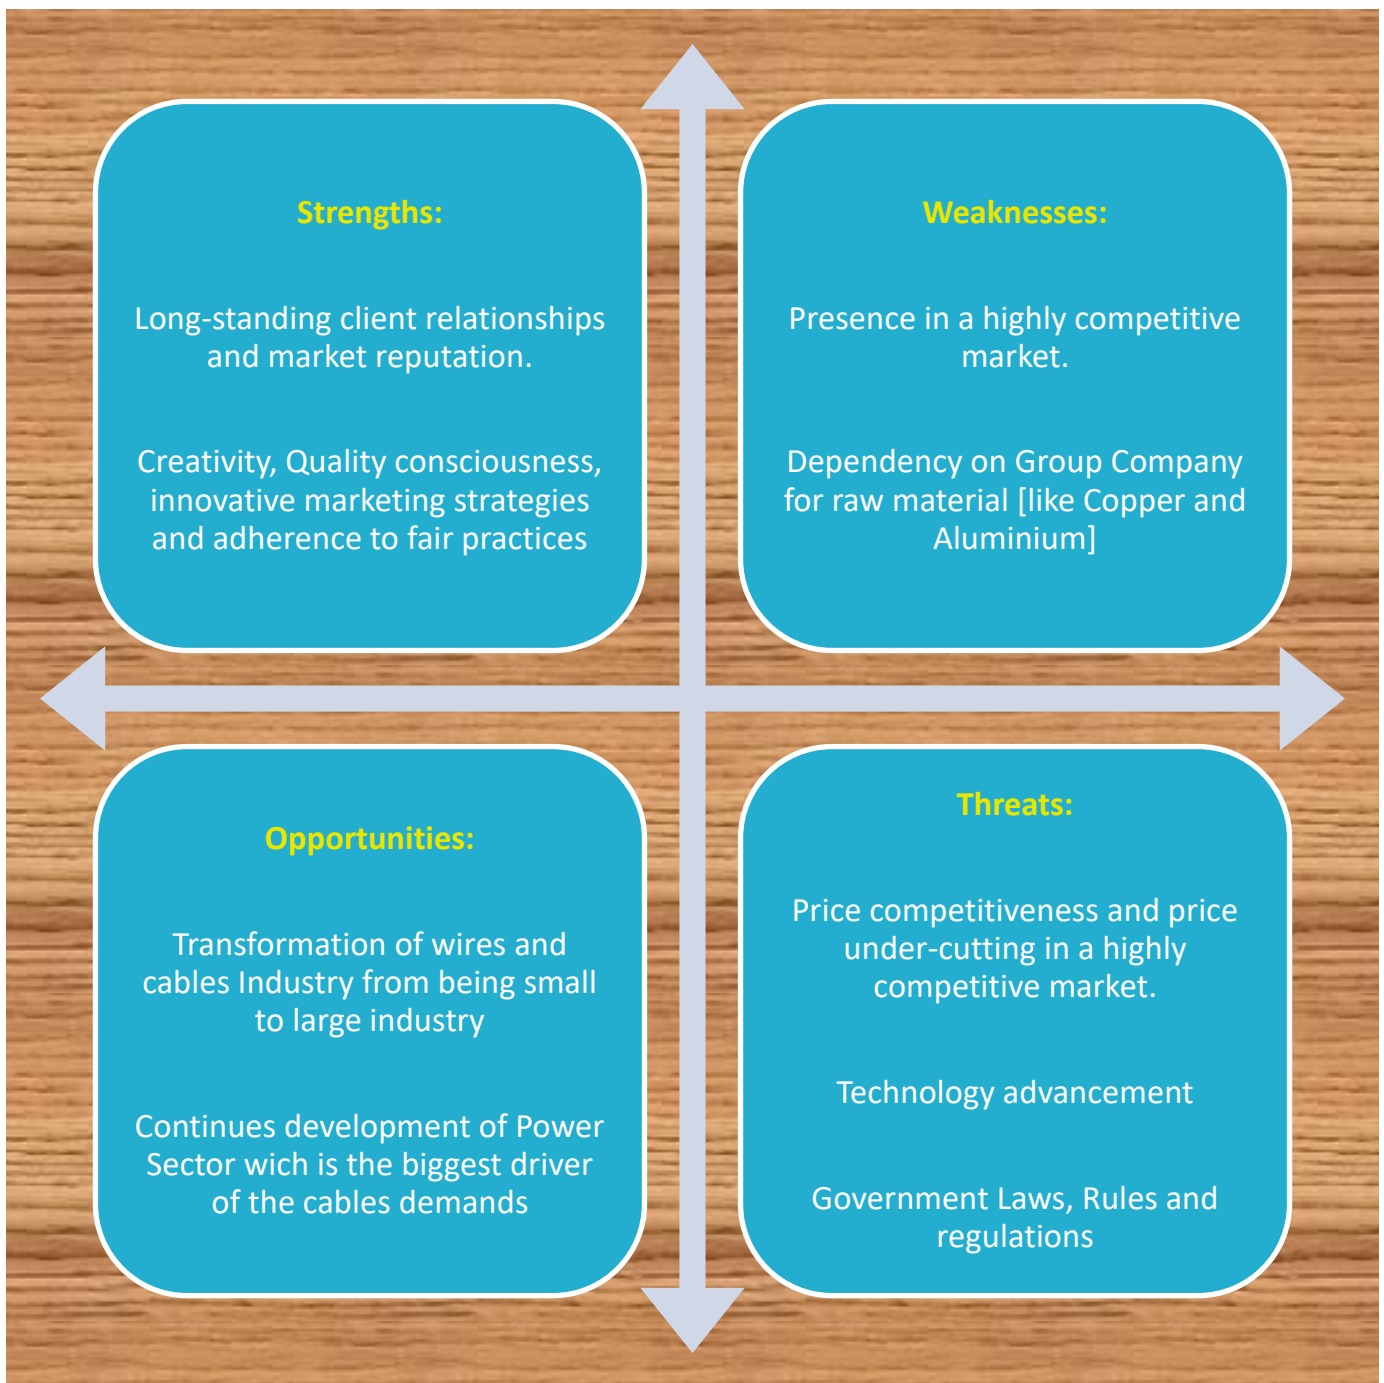 Strengths:
Long-standing client relationships
and market reputation.
Creativity, Quality consciousness,
innovative marketing strategies
and adherence to fair practices
Weaknesses:
Presence in a highly competitive
market.
Dependency on Group Company
for raw material [like Copper and
Aluminium]
Opportunities:
Transformation of wires and
cables Industry from being small
to large industry
Continues development of Power
Sector wich is the biggest driver
of the cables demands
Threats:
Price competitiveness and price
under-cutting in a highly
competitive market.
Technology advancement
Government Laws, Rules and
regulations